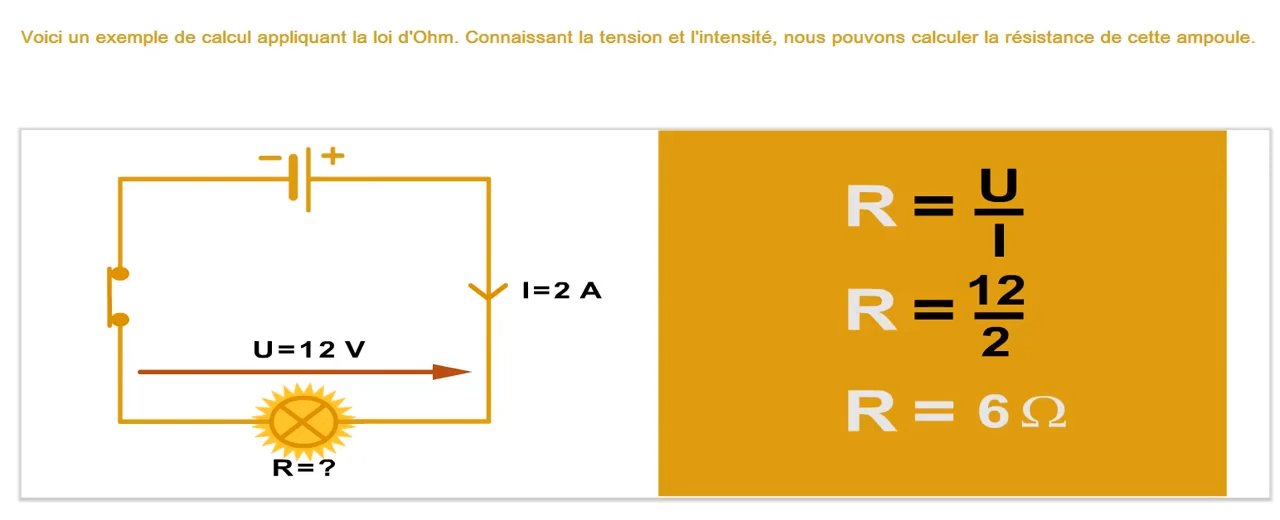 Voici un exemple de calcul appliquant la loi d'Ohm. Connaissant la tension et l'intensité, nous pouvons calculer la résistance de cette ampoule.
− +
I=2 A
U=12 V
R=?
R = U/I
R = 12/2
R = 6 Ω